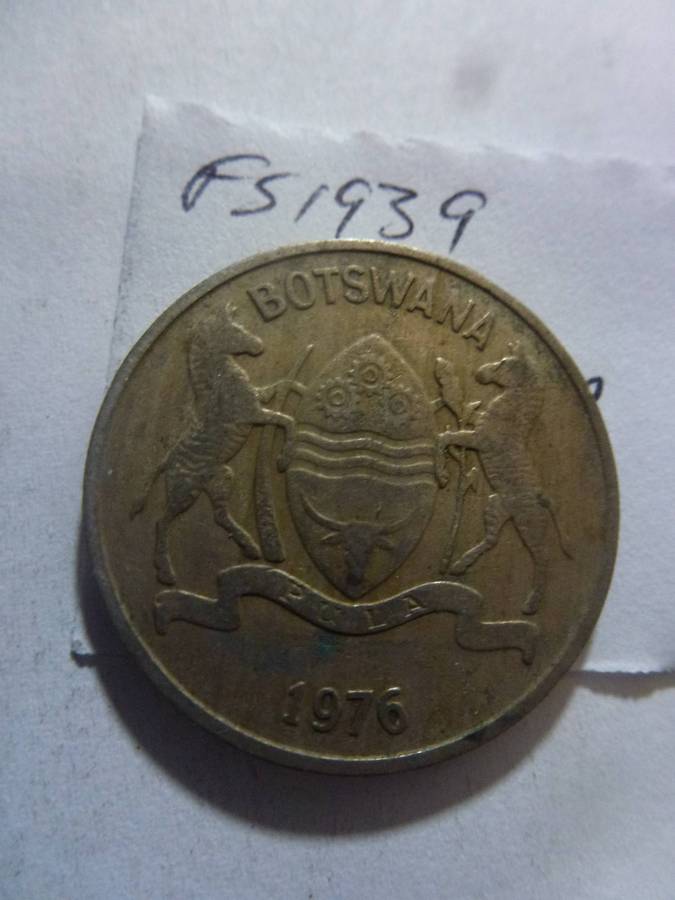 FS1939
BOTSWANA
PULA
1976